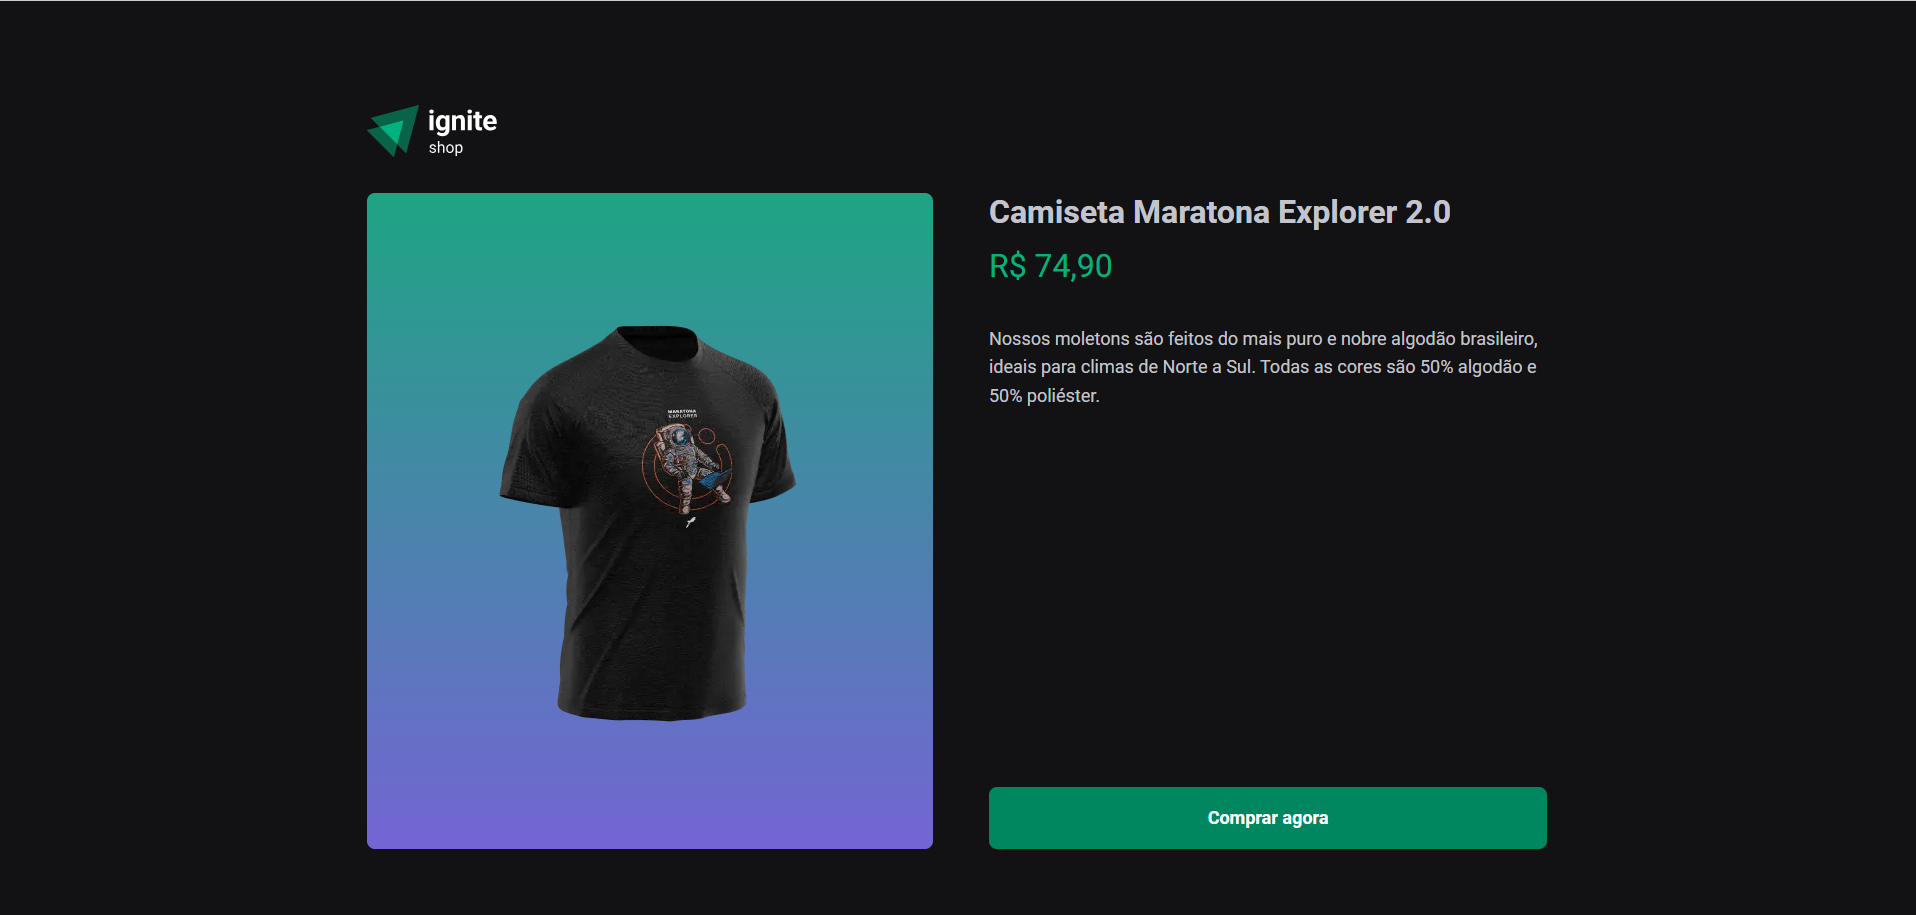 ignite
shop
Camiseta Maratona Explorer 2.0
R$ 74,90
Nossos moletons são feitos do mais puro e nobre algodão brasileiro,
ideais para climas de Norte a Sul. Todas as cores são 50% algodão e
50% poliéster.
MARATONA
EXPLORER
Comprar agora